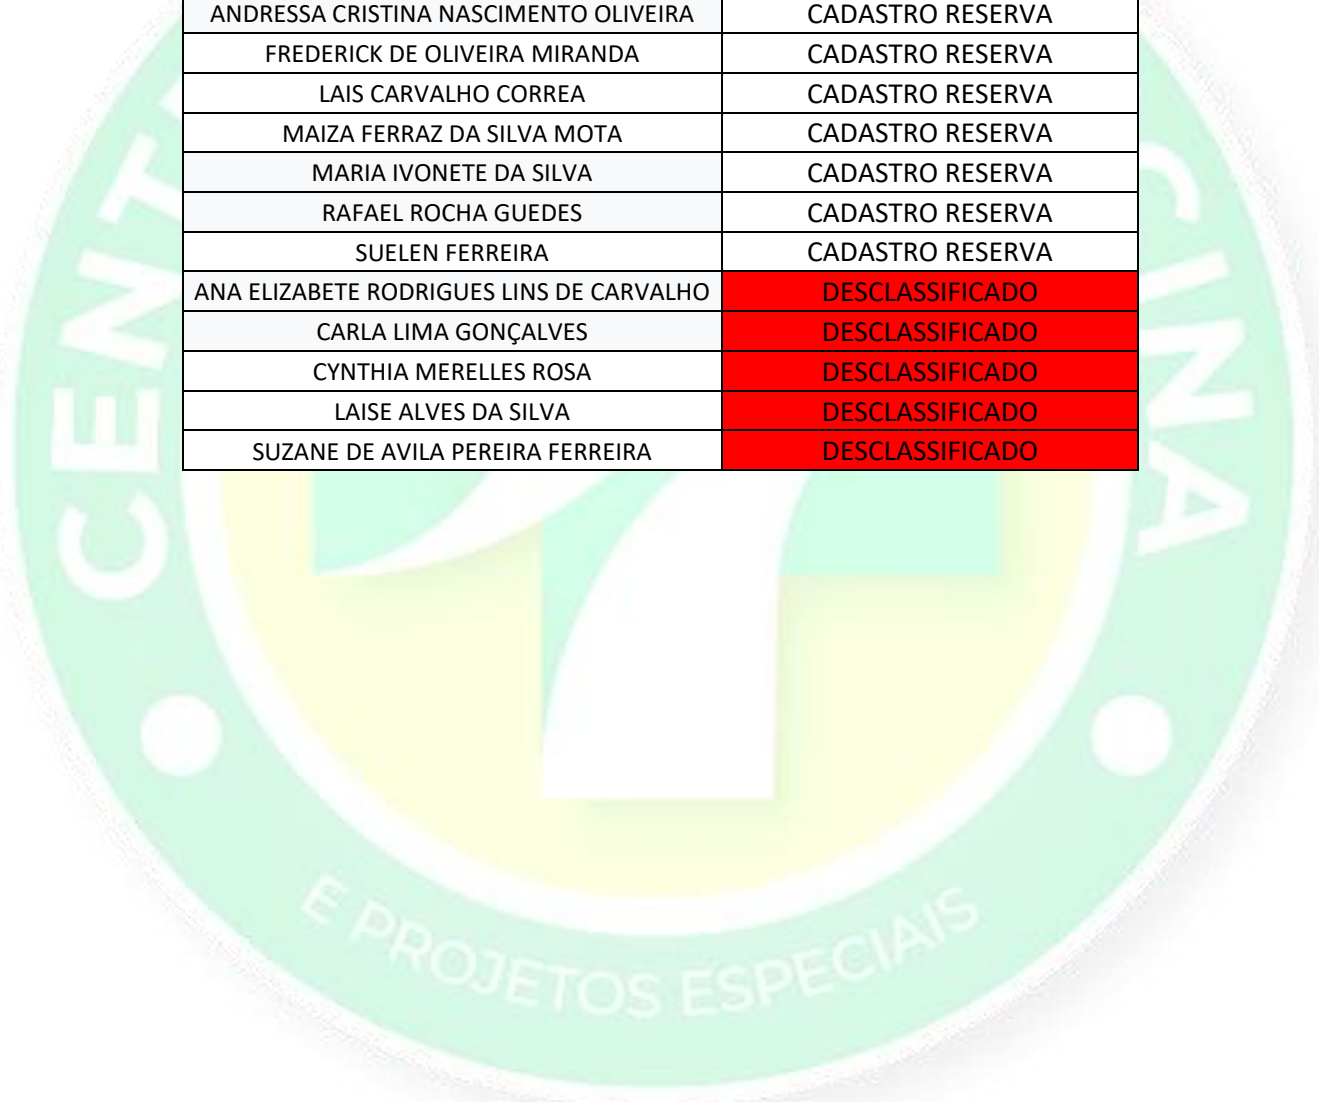 ANDRESSA CRISTINA NASCIMENTO OLIVEIRA CADASTRO RESERVA
FREDERICK DE OLIVEIRA MIRANDA CADASTRO RESERVA
LAIS CARVALHO CORREA CADASTRO RESERVA
MAIZA FERRAZ DA SILVA MOTA CADASTRO RESERVA
MARIA IVONETE DA SILVA CADASTRO RESERVA
RAFAEL ROCHA GUEDES CADASTRO RESERVA
SUELEN FERREIRA CADASTRO RESERVA
ANA ELIZABETE RODRIGUES LINS DE CARVALHO DESCLASSIFICADO
CARLA LIMA GONÇALVES DESCLASSIFICADO
CYNTHIA MERELLES ROSA DESCLASSIFICADO
LAISE ALVES DA SILVA DESCLASSIFICADO
SUZANE DE AVILA PEREIRA FERREIRA DESCLASSIFICADO
E PROJETOS ESPECIAIS